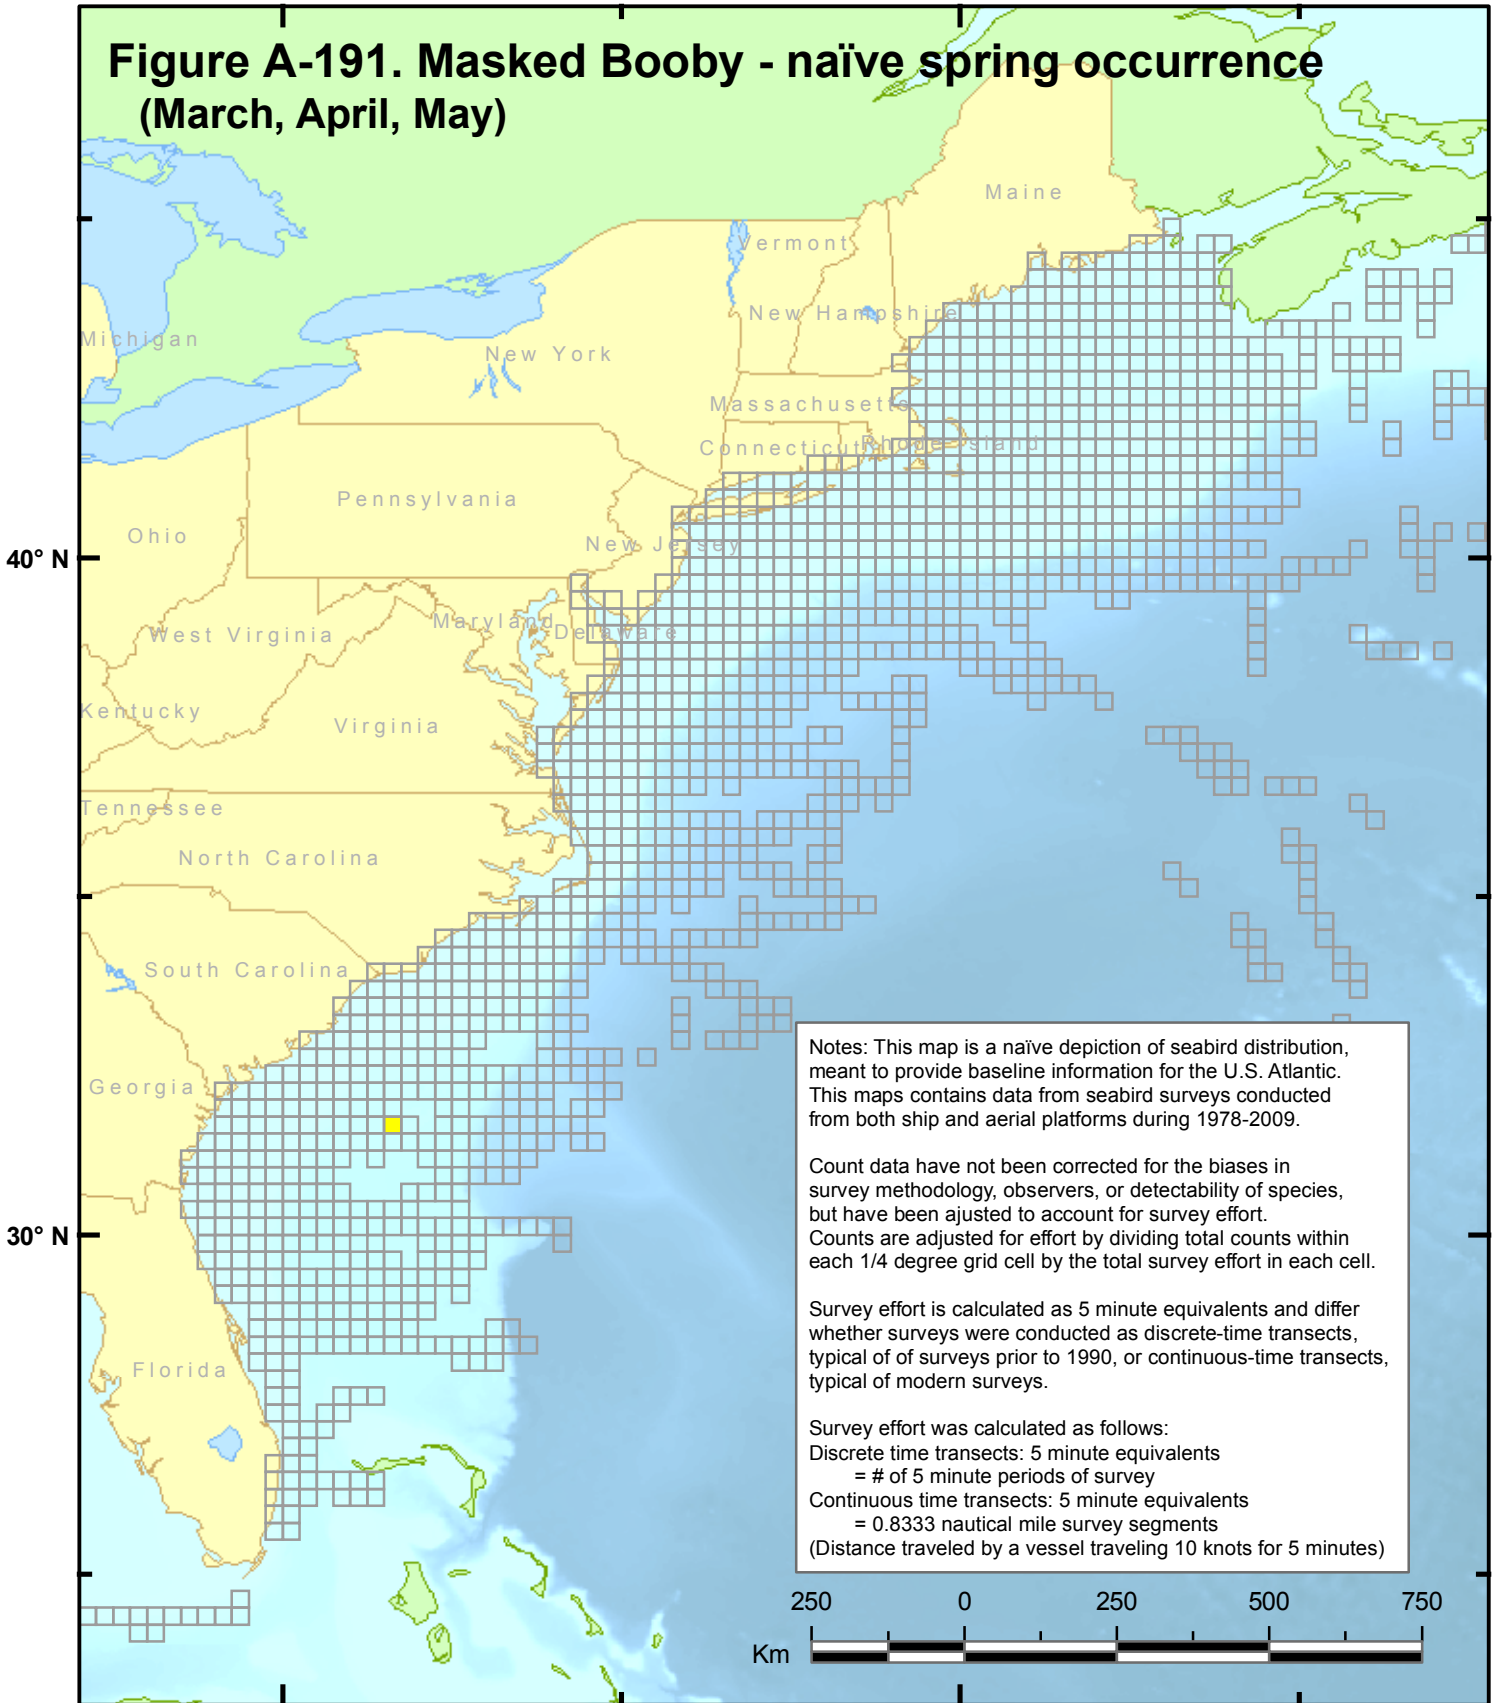 Figure A-191. Masked Booby - naïve spring occurrence
(March, April, May)
Maine
Vermont
New Hampshire
Michigan
New York
Massachusetts
Connecticut
Rhode Island
Pennsylvania
Ohio
New Jersey
40° N
West Virginia
Maryland
Delaware
Kentucky
Virginia
Tennessee
North Carolina
South Carolina
Georgia
30° N
Florida
Notes: This map is a naïve depiction of seabird distribution,
meant to provide baseline information for the U.S. Atlantic.
This maps contains data from seabird surveys conducted
from both ship and aerial platforms during 1978-2009.
Count data have not been corrected for the biases in
survey methodology, observers, or detectability of species,
but have been ajusted to account for survey effort.
Counts are adjusted for effort by dividing total counts within
each 1/4 degree grid cell by the total survey effort in each cell.
Survey effort is calculated as 5 minute equivalents and differ
whether surveys were conducted as discrete-time transects,
typical of of surveys prior to 1990, or continuous-time transects,
typical of modern surveys.
Survey effort was calculated as follows:
Discrete time transects: 5 minute equivalents
= # of 5 minute periods of survey
Continuous time transects: 5 minute equivalents
= 0.8333 nautical mile survey segments
(Distance traveled by a vessel traveling 10 knots for 5 minutes)
250 0 250 500 750
Km